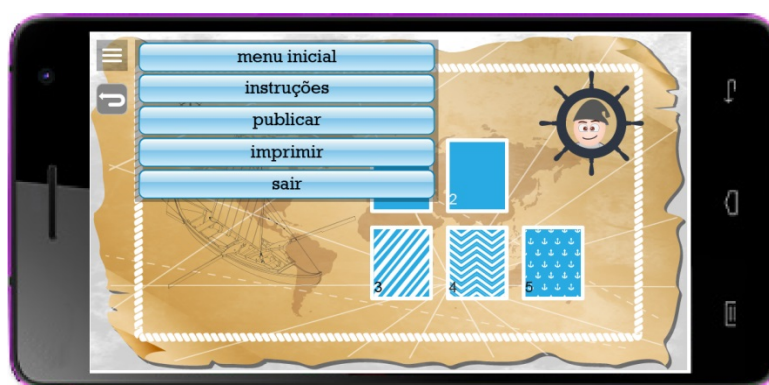 menu inicial
instruções
publicar
imprimir
sair
2
3
4
5